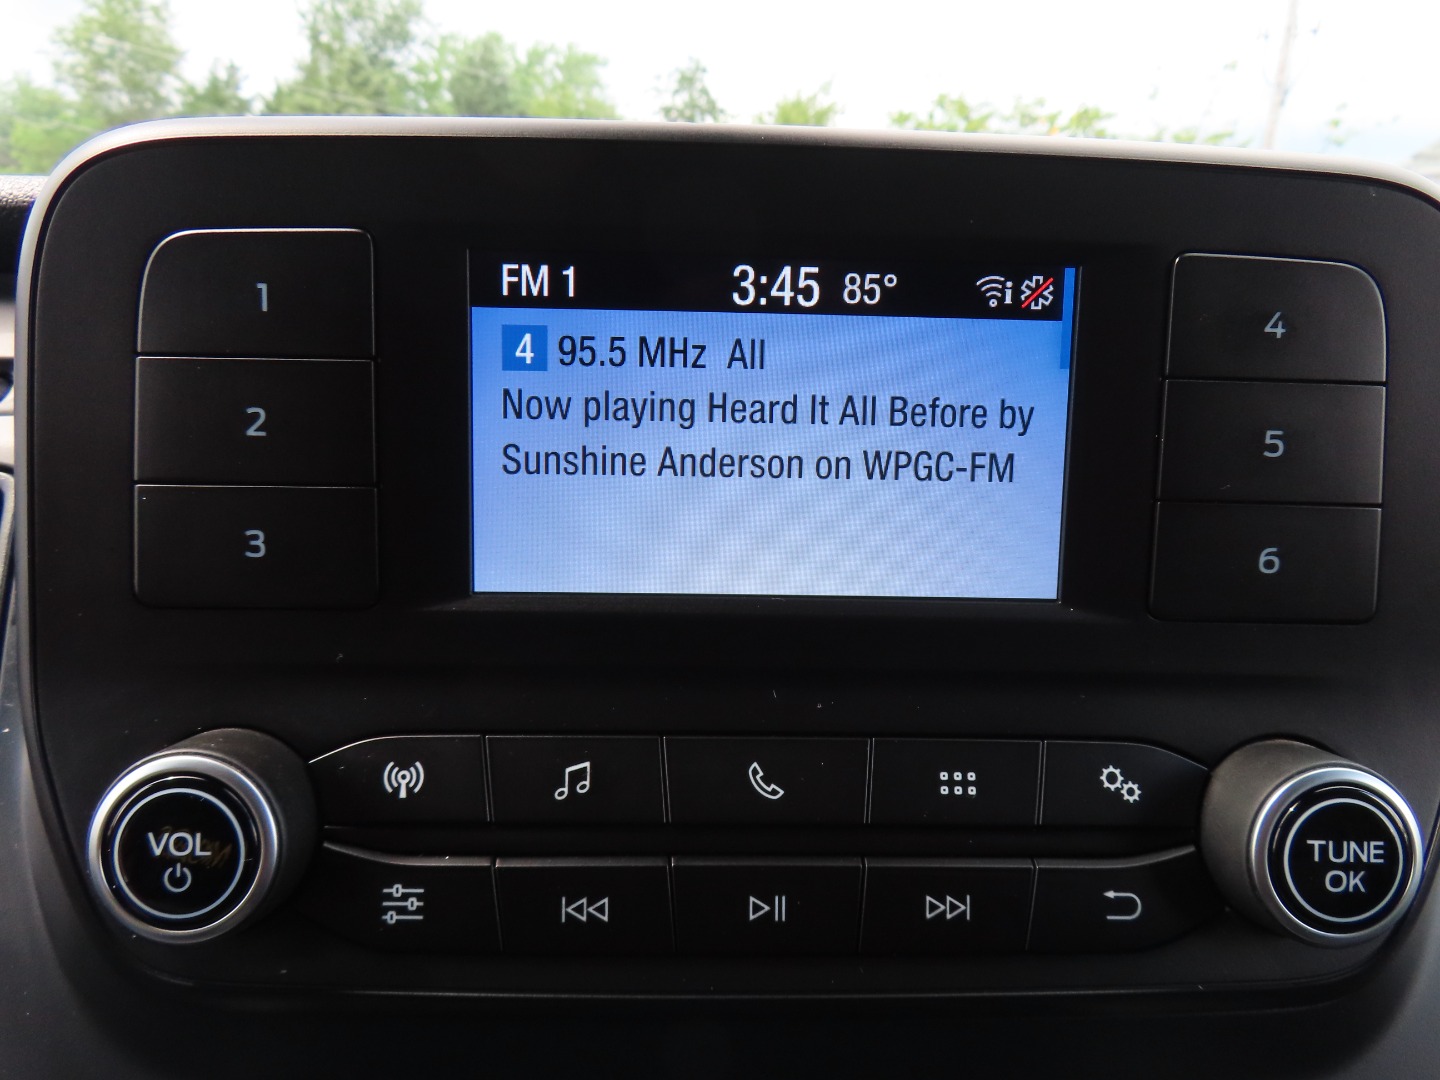 FM 1 3:45 85°
4 95.5 MHz All
Now playing Heard It All Before by
Sunshine Anderson on WPGC-FM
1
2
3
4
5
6
VOL
TUNE
OK